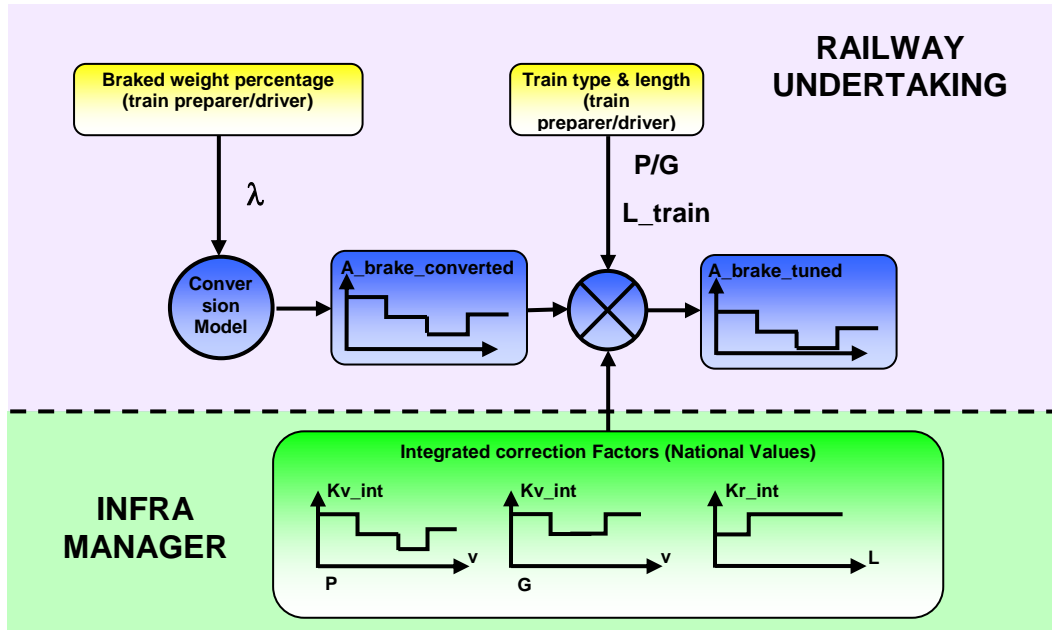 RAILWAY
UNDERTAKING
Braked weight percentage
(train preparer/driver)
Train type & length
(train
preparer/driver)
λ
P/G
L_train
Conver
sion
Model
A_brake_converted
A_brake_tuned
INFRA
MANAGER
Integrated correction Factors (National Values)
Kv_int
v
P
Kv_int
v
G
Kr_int
L